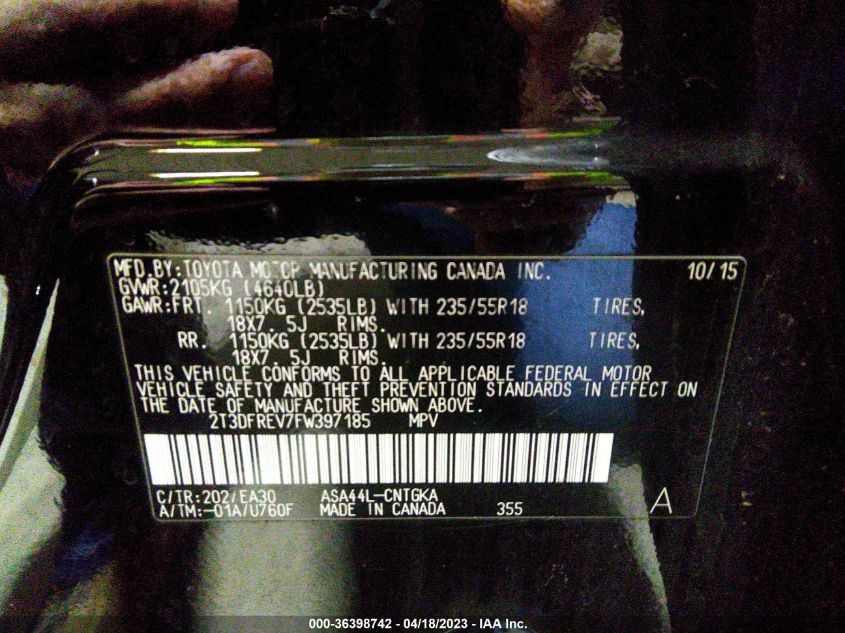 MFD.BY:TOYOTA MOTOR MANUFACTURING CANADA INC. 10/15
GVWR:2105KG (4640LB)
GAWR:FRT. 1150KG (2535LB) WITH 235/55R18 TIRES,
18X7.5J RIMS.
RR. 1150KG (2535LB) WITH 235/55R18 TIRES,
18X7.5J RIMS.
THIS VEHICLE CONFORMS TO ALL APPLICABLE FEDERAL MOTOR
VEHICLE SAFETY AND THEFT PREVENTION STANDARDS IN EFFECT ON
THE DATE OF MANUFACTURE SHOWN ABOVE.
2T3DFREV7FW397185 MPV
C/TR:202/EA30 ASA44L-CNTGKA
A/TM:-01A/U760F MADE IN CANADA 355 A
000-36398742 - 04/18/2023 - IAA Inc.